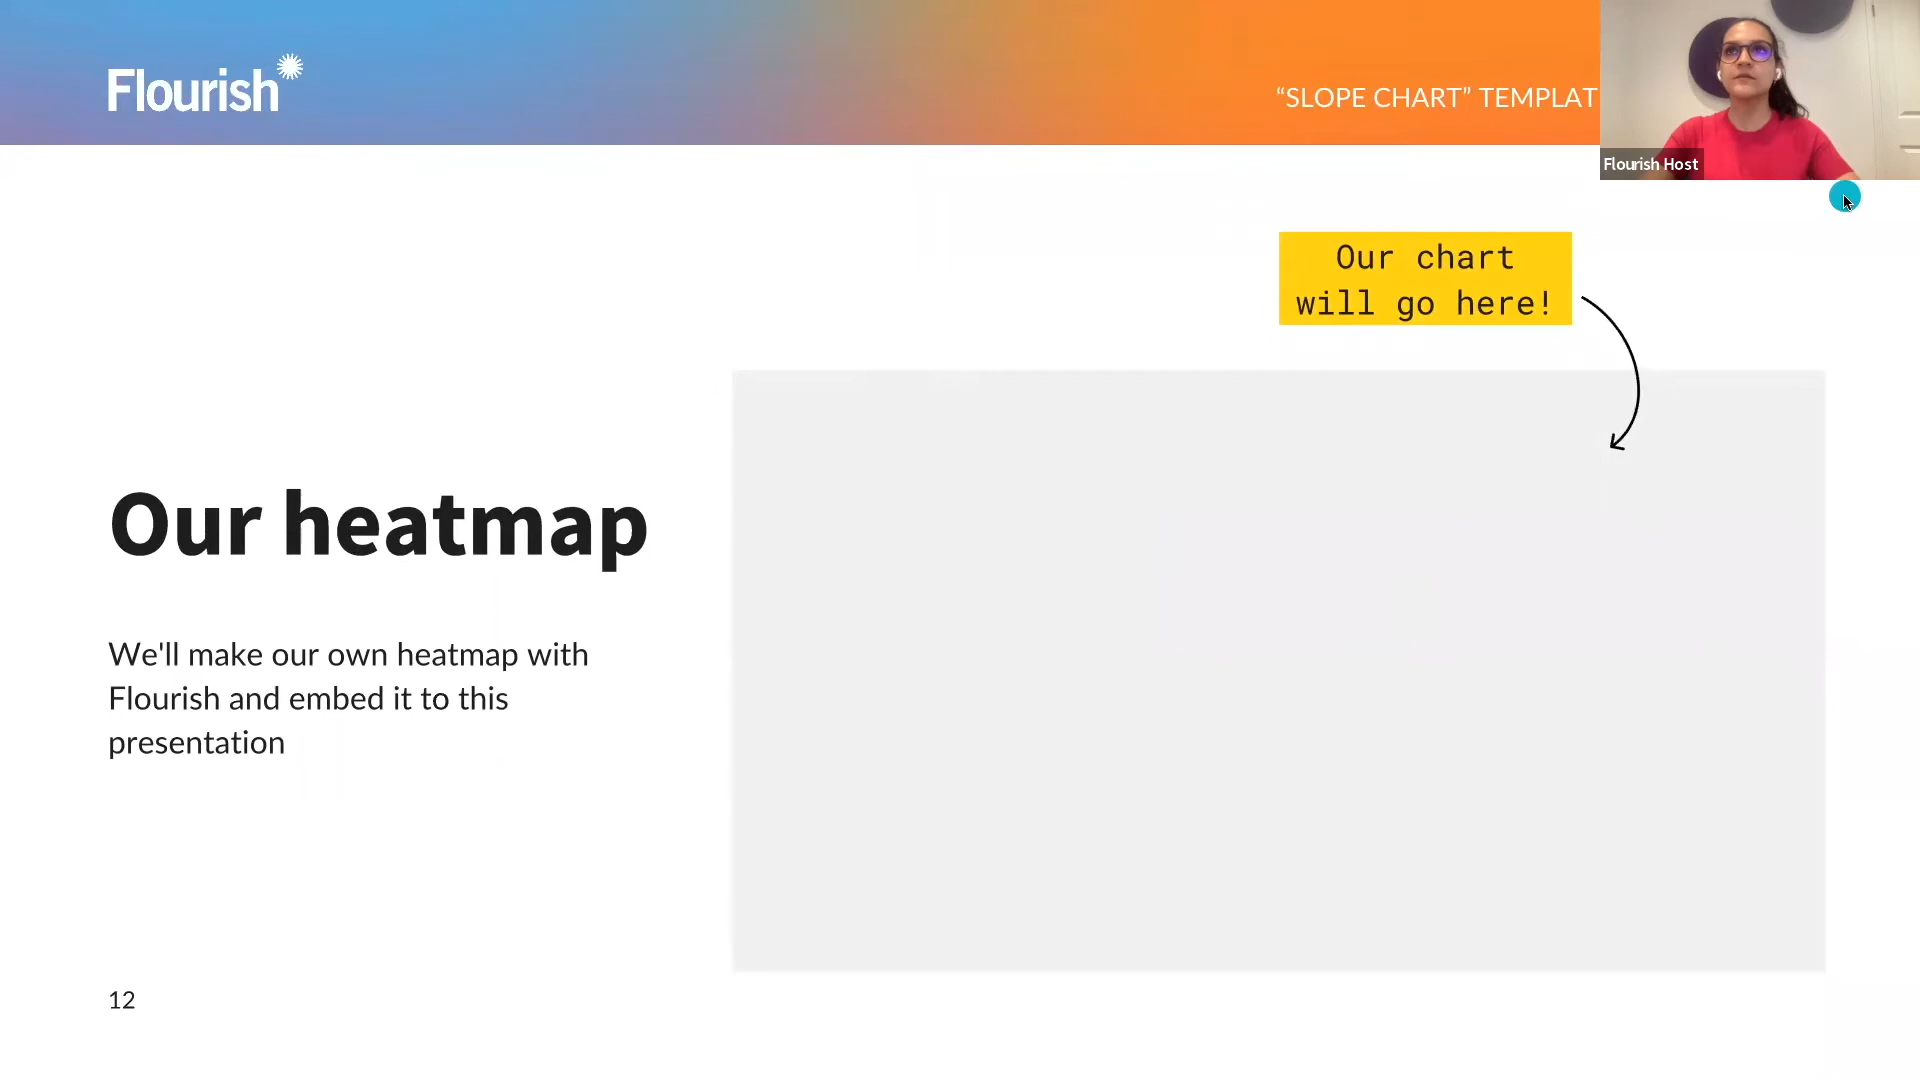 Flourish
“SLOPE CHART” TEMPLAT
Flourish Host
Our chart
will go here!
Our heatmap
We'll make our own heatmap with
Flourish and embed it to this
presentation
12